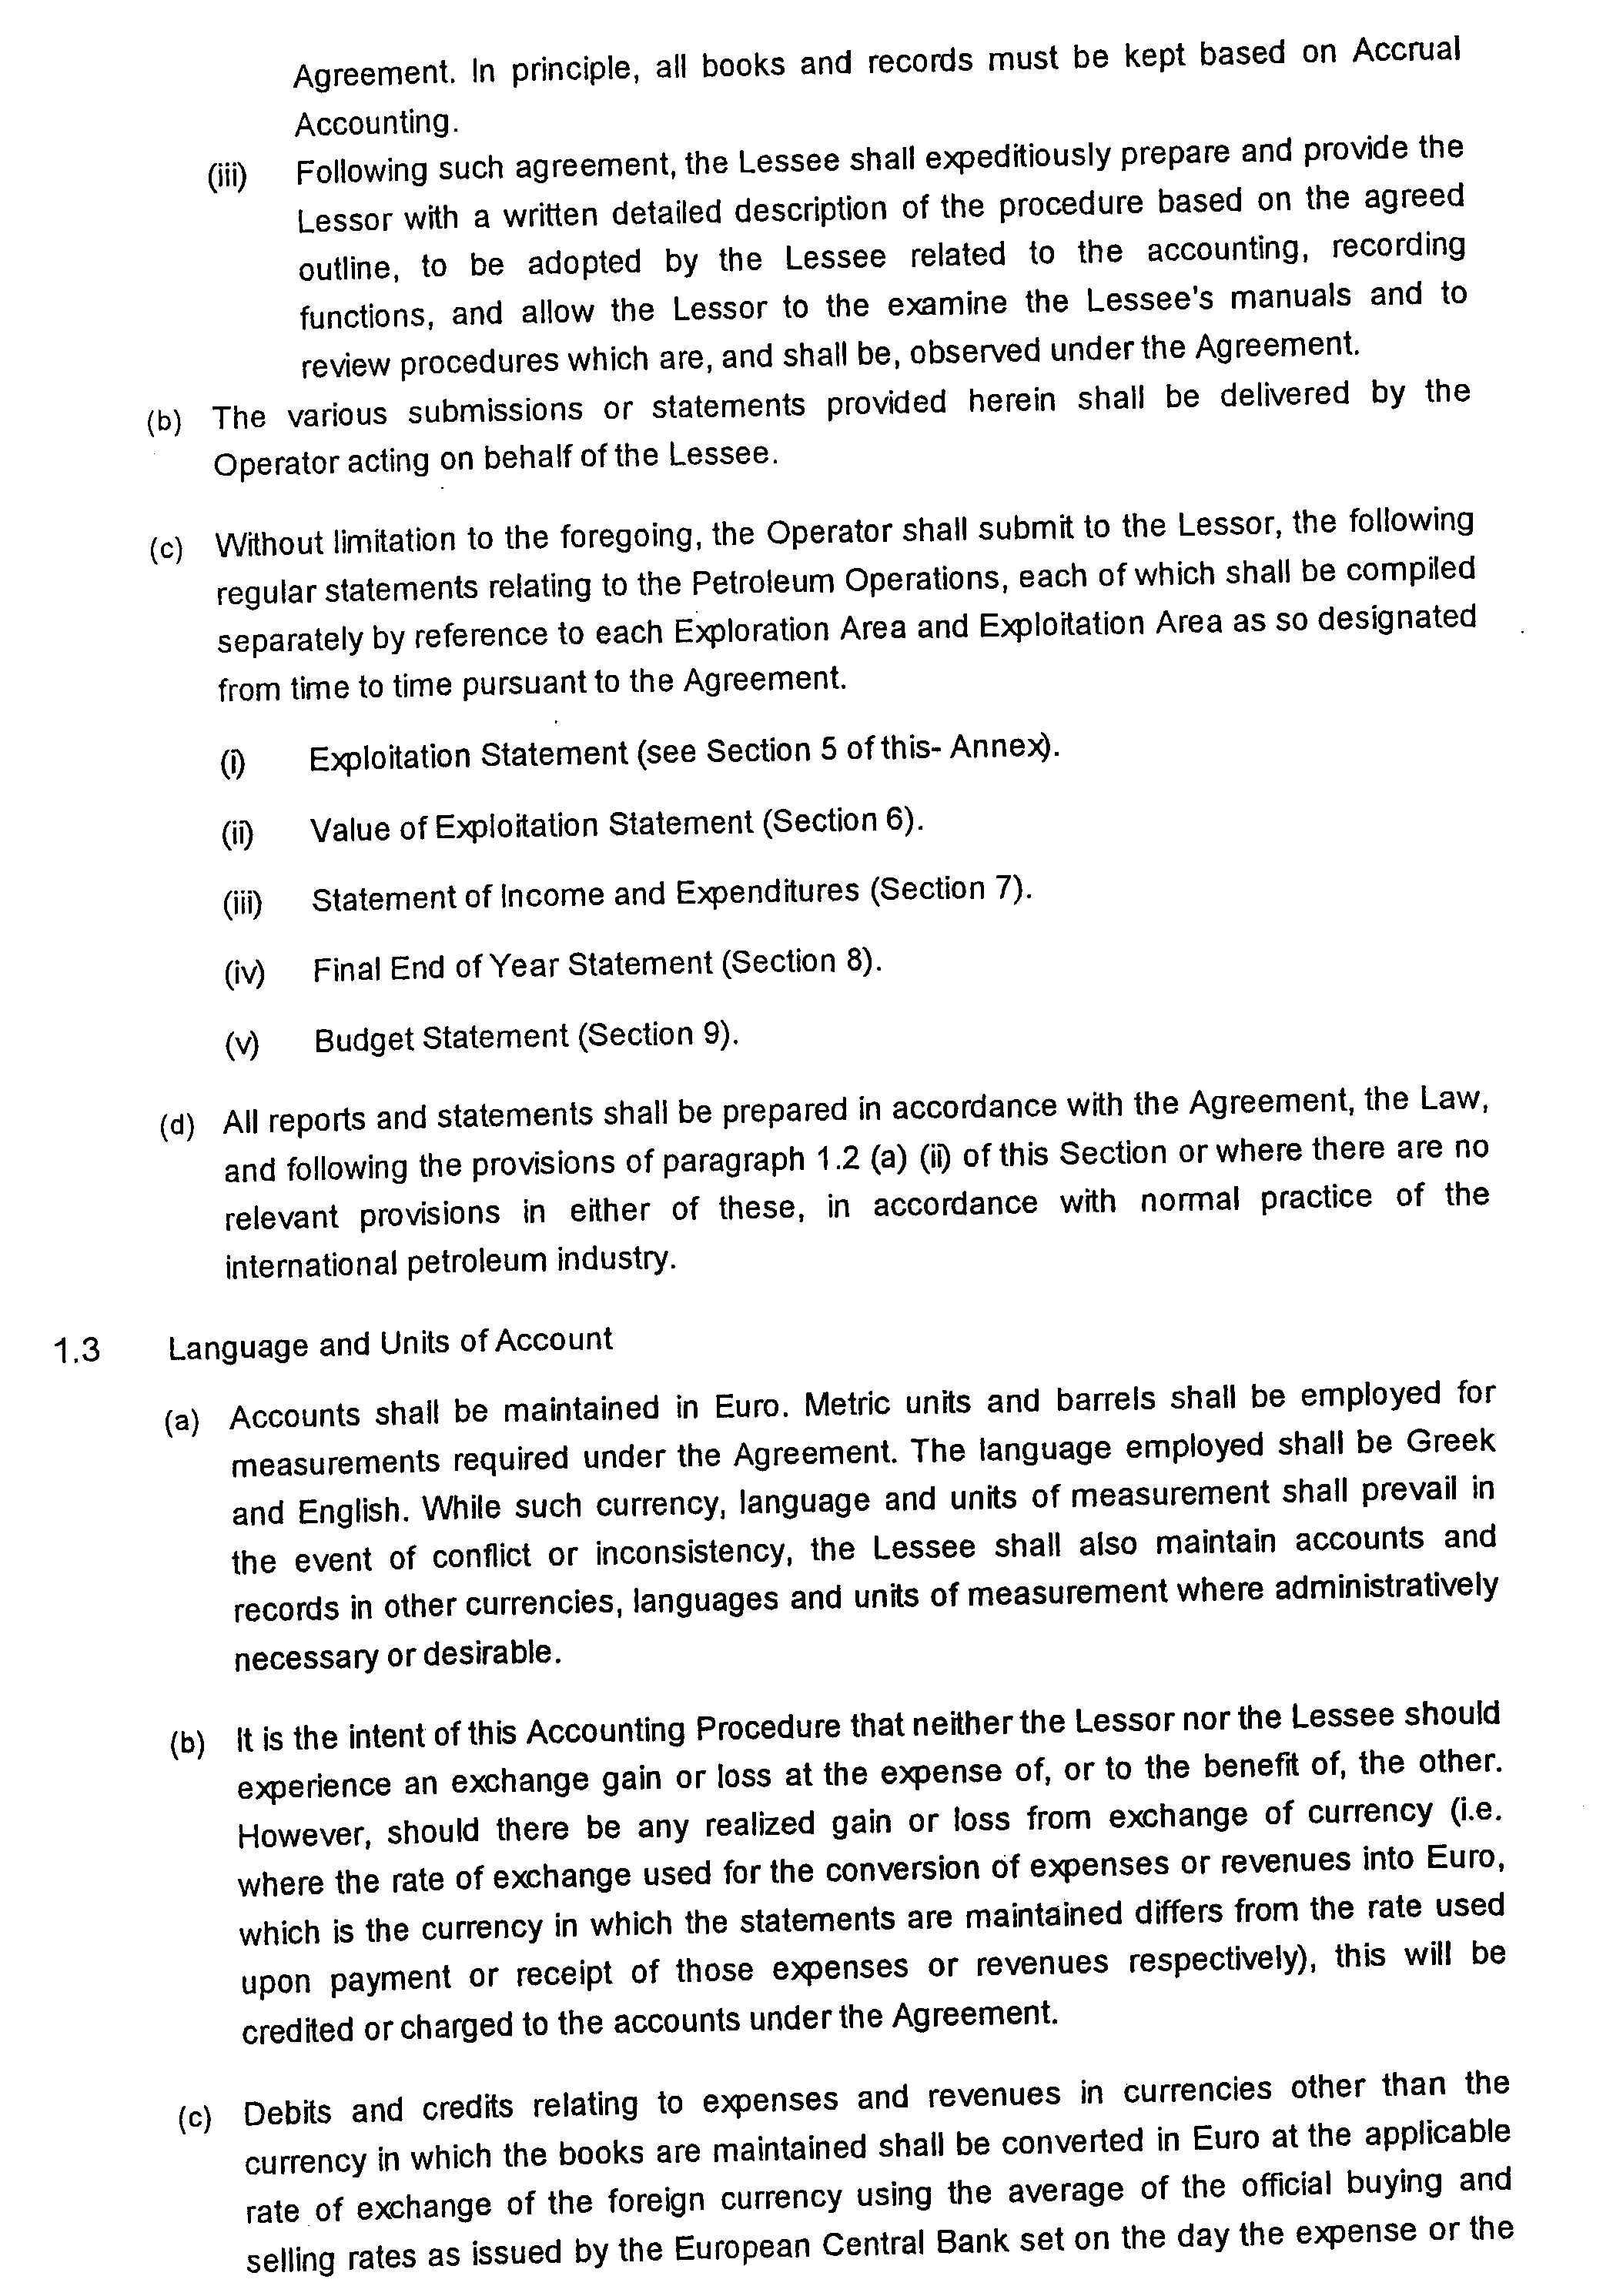 Agreement. In principle, all books and records must be kept based on Accrual
Accounting.
(iii) Following such agreement, the Lessee shall expeditiously prepare and provide the
Lessor with a written detailed description of the procedure based on the agreed
outline, to be adopted by the Lessee related to the accounting, recording
functions, and allow the Lessor to the examine the Lessee's manuals and to
review procedures which are, and shall be, observed under the Agreement.
(b) The various submissions or statements provided herein shall be delivered by the
Operator acting on behalf of the Lessee.
(c) Without limitation to the foregoing, the Operator shall submit to the Lessor, the following
regular statements relating to the Petroleum Operations, each of which shall be compiled
separately by reference to each Exploration Area and Exploitation Area as so designated
from time to time pursuant to the Agreement.
(i) Exploitation Statement (see Section 5 of this- Annex).
(ii) Value of Exploitation Statement (Section 6).
(iii) Statement of Income and Expenditures (Section 7).
(iv) Final End of Year Statement (Section 8).
(v) Budget Statement (Section 9).
(d) All reports and statements shall be prepared in accordance with the Agreement, the Law,
and following the provisions of paragraph 1.2 (a) (ii) of this Section or where there are no
relevant provisions in either of these, in accordance with normal practice of the
international petroleum industry.
1.3 Language and Units of Account
(a) Accounts shall be maintained in Euro. Metric units and barrels shall be employed for
measurements required under the Agreement. The language employed shall be Greek
and English. While such currency, language and units of measurement shall prevail in
the event of conflict or inconsistency, the Lessee shall also maintain accounts and
records in other currencies, languages and units of measurement where administratively
necessary or desirable.
(b) It is the intent of this Accounting Procedure that neither the Lessor nor the Lessee should
experience an exchange gain or loss at the expense of, or to the benefit of, the other.
However, should there be any realized gain or loss from exchange of currency (i.e.
where the rate of exchange used for the conversion of expenses or revenues into Euro,
which is the currency in which the statements are maintained differs from the rate used
upon payment or receipt of those expenses or revenues respectively), this will be
credited or charged to the accounts under the Agreement.
(c) Debits and credits relating to expenses and revenues in currencies other than the
currency in which the books are maintained shall be converted in Euro at the applicable
rate of exchange of the foreign currency using the average of the official buying and
selling rates as issued by the European Central Bank set on the day the expense or the